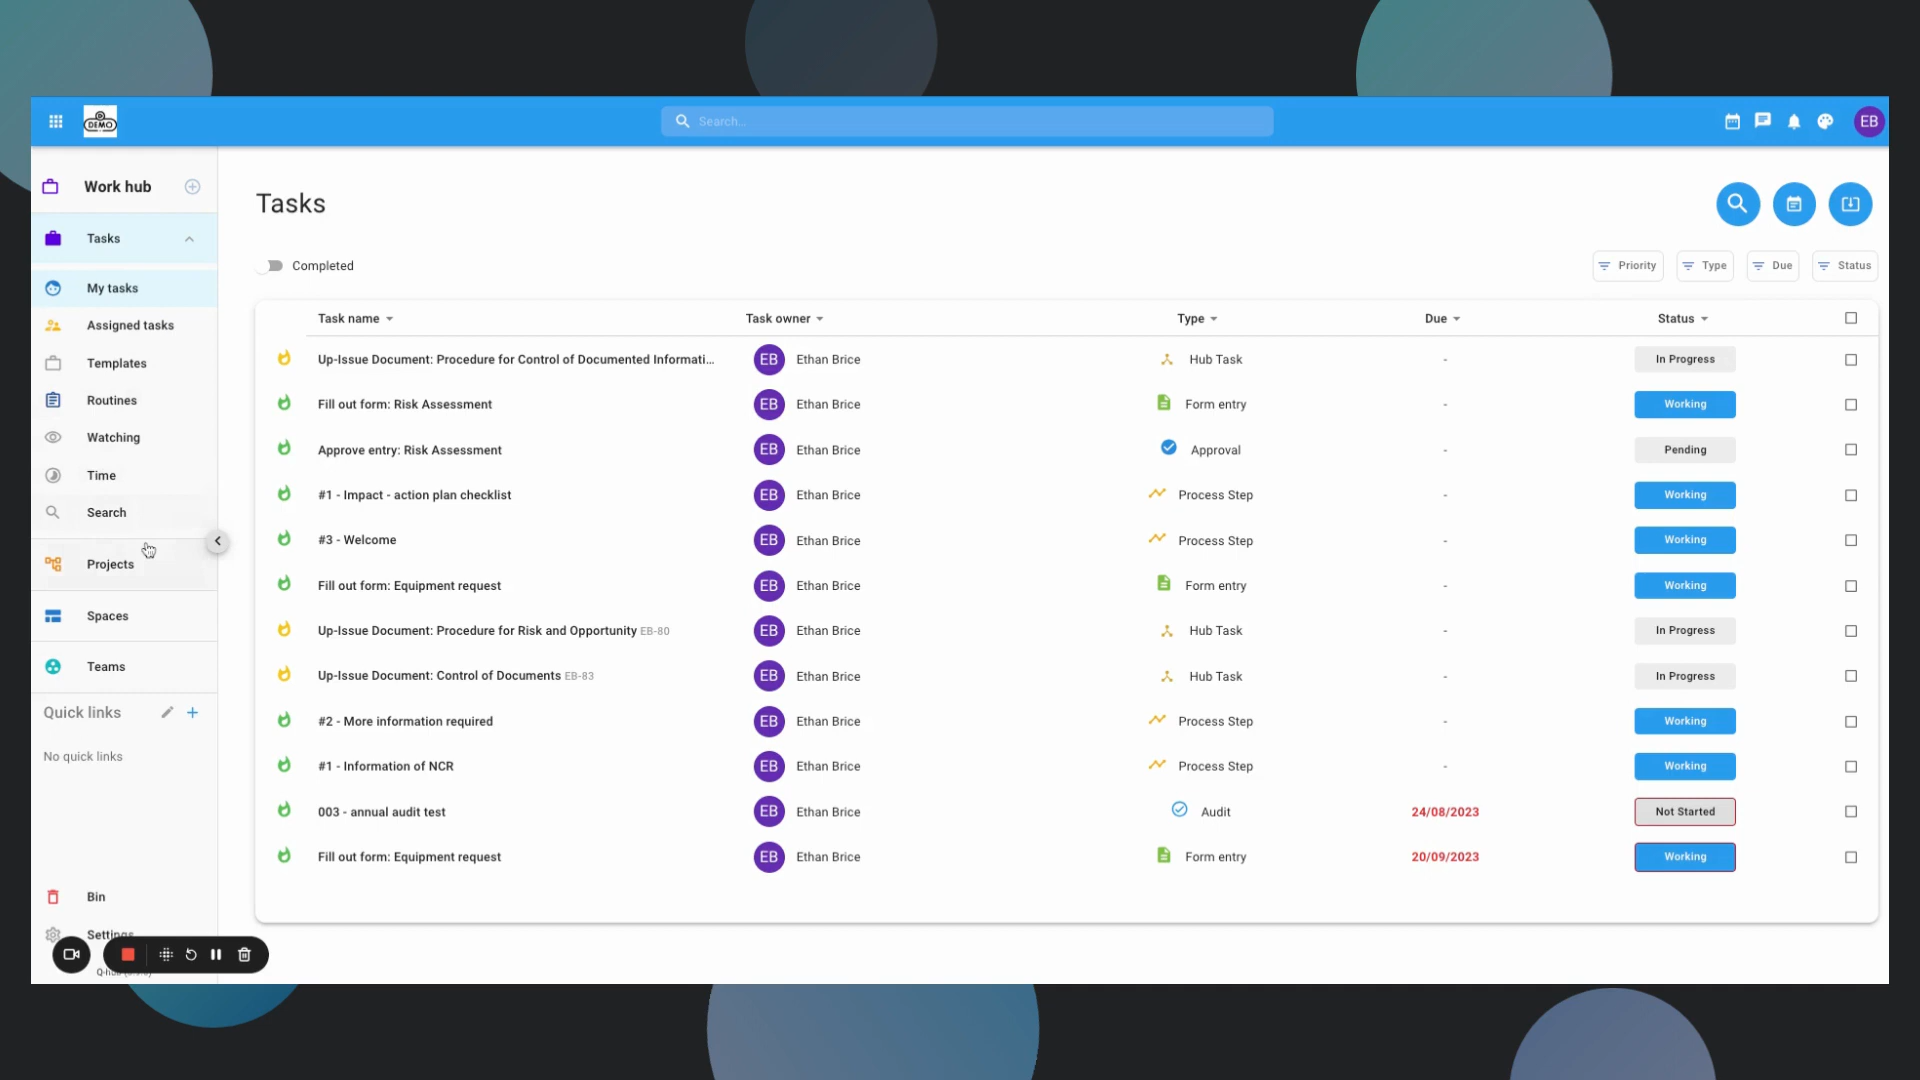 DEMO
Search...
EB
Work hub
Tasks
My tasks
Assigned tasks
Templates
Routines
Watching
Time
Search
Projects
Spaces
Teams
Quick links
No quick links
Bin
Settings
Tasks
Completed
Priority Type Due Status
Task name Task owner Type Due Status
Up-Issue Document: Procedure for Control of Documented Informati... EB Ethan Brice Hub Task - In Progress
Fill out form: Risk Assessment EB Ethan Brice Form entry - Working
Approve entry: Risk Assessment EB Ethan Brice Approval - Pending
#1 - Impact - action plan checklist EB Ethan Brice Process Step - Working
#3 - Welcome EB Ethan Brice Process Step - Working
Fill out form: Equipment request EB Ethan Brice Form entry - Working
Up-Issue Document: Procedure for Risk and Opportunity EB-80 EB Ethan Brice Hub Task - In Progress
Up-Issue Document: Control of Documents EB-83 EB Ethan Brice Hub Task - In Progress
#2 - More information required EB Ethan Brice Process Step - Working
#1 - Information of NCR EB Ethan Brice Process Step - Working
003 - annual audit test EB Ethan Brice Audit 24/08/2023 Not Started
Fill out form: Equipment request EB Ethan Brice Form entry 20/09/2023 Working